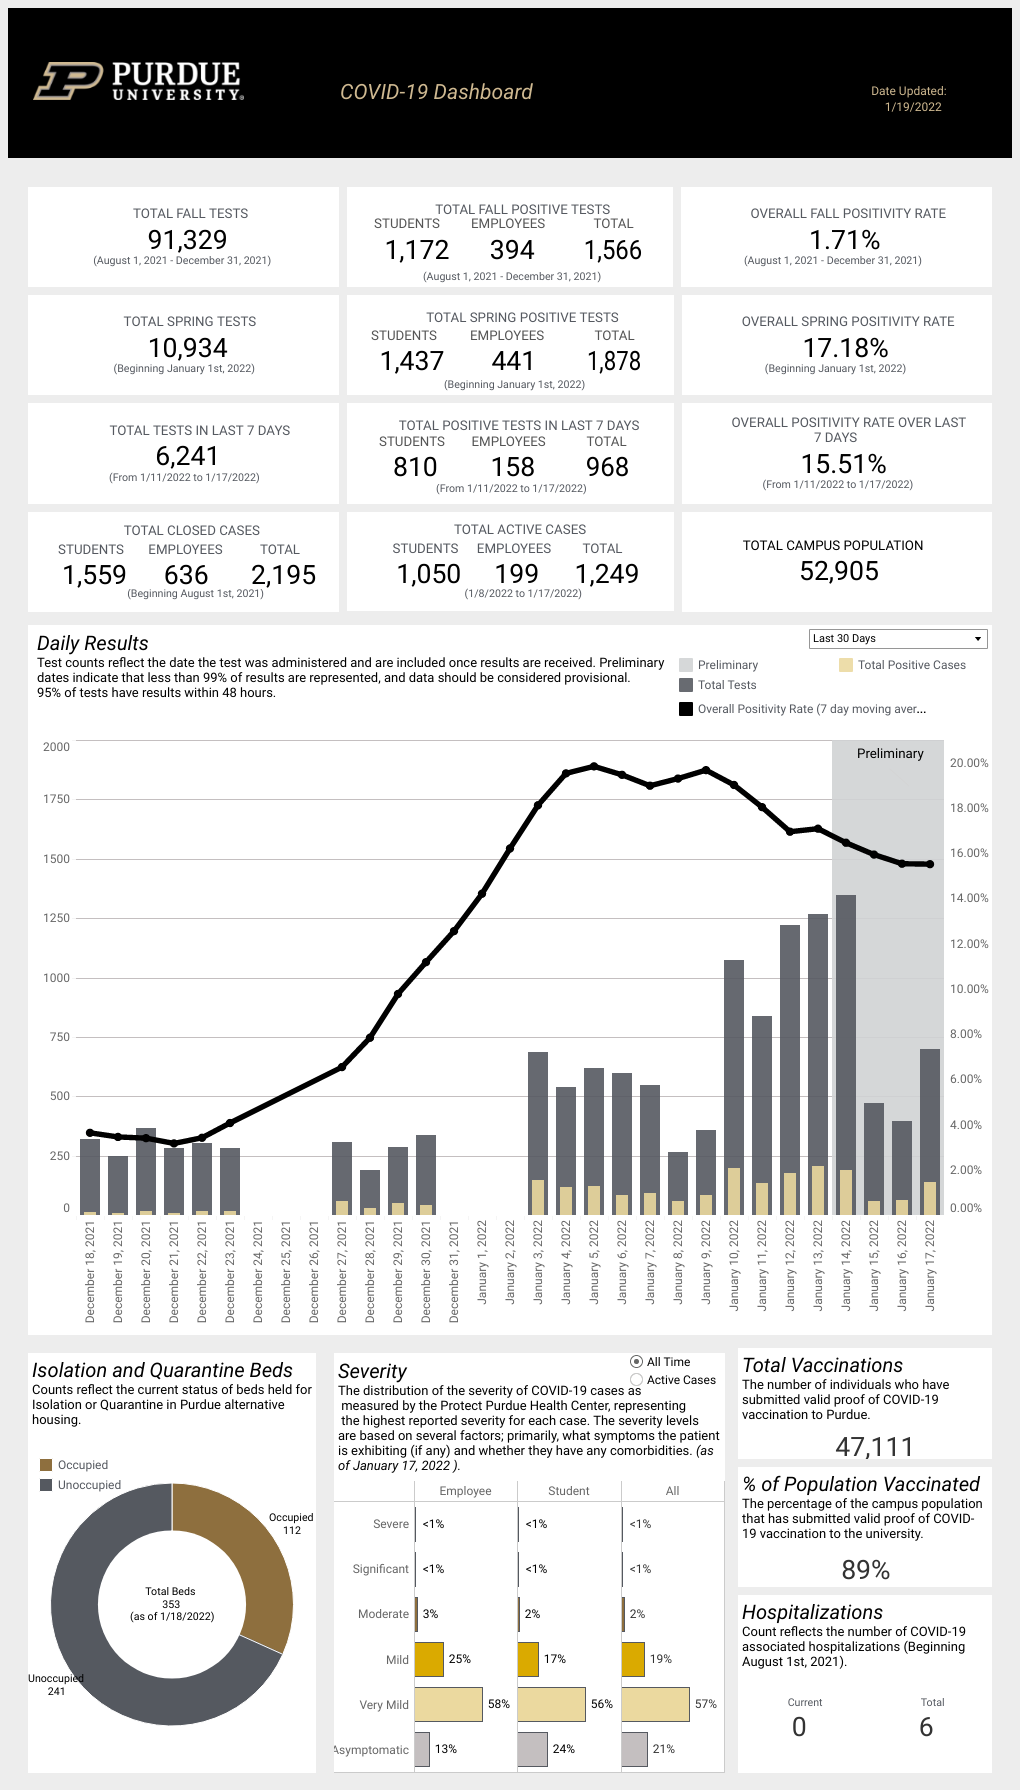 PURDUE
UNIVERSITY®
COVID-19 Dashboard
Date Updated:
1/19/2022
TOTAL FALL TESTS
91,329
(August 1, 2021 - December 31, 2021)
TOTAL FALL POSITIVE TESTS
STUDENTS EMPLOYEES TOTAL
1,172 394 1,566
(August 1, 2021 - December 31, 2021)
OVERALL FALL POSITIVITY RATE
1.71%
(August 1, 2021 - December 31, 2021)
TOTAL SPRING TESTS
10,934
(Beginning January 1st, 2022)
TOTAL SPRING POSITIVE TESTS
STUDENTS EMPLOYEES TOTAL
1,437 441 1,878
(Beginning January 1st, 2022)
OVERALL SPRING POSITIVITY RATE
17.18%
(Beginning January 1st, 2022)
TOTAL TESTS IN LAST 7 DAYS
6,241
(From 1/11/2022 to 1/17/2022)
TOTAL POSITIVE TESTS IN LAST 7 DAYS
STUDENTS EMPLOYEES TOTAL
810 158 968
(From 1/11/2022 to 1/17/2022)
OVERALL POSITIVITY RATE OVER LAST
7 DAYS
15.51%
(From 1/11/2022 to 1/17/2022)
TOTAL CLOSED CASES
STUDENTS EMPLOYEES TOTAL
1,559 636 2,195
(Beginning August 1st, 2021)
TOTAL ACTIVE CASES
STUDENTS EMPLOYEES TOTAL
1,050 199 1,249
(1/8/2022 to 1/17/2022)
TOTAL CAMPUS POPULATION
52,905
Daily Results
Test counts reflect the date the test was administered and are included once results are received. Preliminary
dates indicate that less than 99% of results are represented, and data should be considered provisional.
95% of tests have results within 48 hours.
Last 30 Days
Preliminary
Total Positive Cases
Total Tests
Overall Positivity Rate (7 day moving aver...
Preliminary
2000
1750
1500
1250
1000
750
500
250
0
20.00%
18.00%
16.00%
14.00%
12.00%
10.00%
8.00%
6.00%
4.00%
2.00%
0.00%
December 18, 2021
December 19, 2021
December 20, 2021
December 21, 2021
December 22, 2021
December 23, 2021
December 24, 2021
December 25, 2021
December 26, 2021
December 27, 2021
December 28, 2021
December 29, 2021
December 30, 2021
December 31, 2021
January 1, 2022
January 2, 2022
January 3, 2022
January 4, 2022
January 5, 2022
January 6, 2022
January 7, 2022
January 8, 2022
January 9, 2022
January 10, 2022
January 11, 2022
January 12, 2022
January 13, 2022
January 14, 2022
January 15, 2022
January 16, 2022
January 17, 2022
Isolation and Quarantine Beds
Counts reflect the current status of beds held for
Isolation or Quarantine in Purdue alternative
housing.
Occupied
Unoccupied
Occupied
112
Total Beds
353
(as of 1/18/2022)
Unoccupied
241
Severity
All Time
Active Cases
The distribution of the severity of COVID-19 cases as
measured by the Protect Purdue Health Center, representing
the highest reported severity for each case. The severity levels
are based on several factors; primarily, what symptoms the patient
is exhibiting (if any) and whether they have any comorbidities. (as
of January 17, 2022 ).
Employee Student All
Severe <1% <1% <1%
Significant <1% <1% <1%
Moderate 3% 2% 2%
Mild 25% 17% 19%
Very Mild 58% 56% 57%
Asymptomatic 13% 24% 21%
Total Vaccinations
The number of individuals who have
submitted valid proof of COVID-19
vaccination to Purdue.
47,111
% of Population Vaccinated
The percentage of the campus population
that has submitted valid proof of COVID-
19 vaccination to the university.
89%
Hospitalizations
Count reflects the number of COVID-19
associated hospitalizations (Beginning
August 1st, 2021).
Current Total
0 6